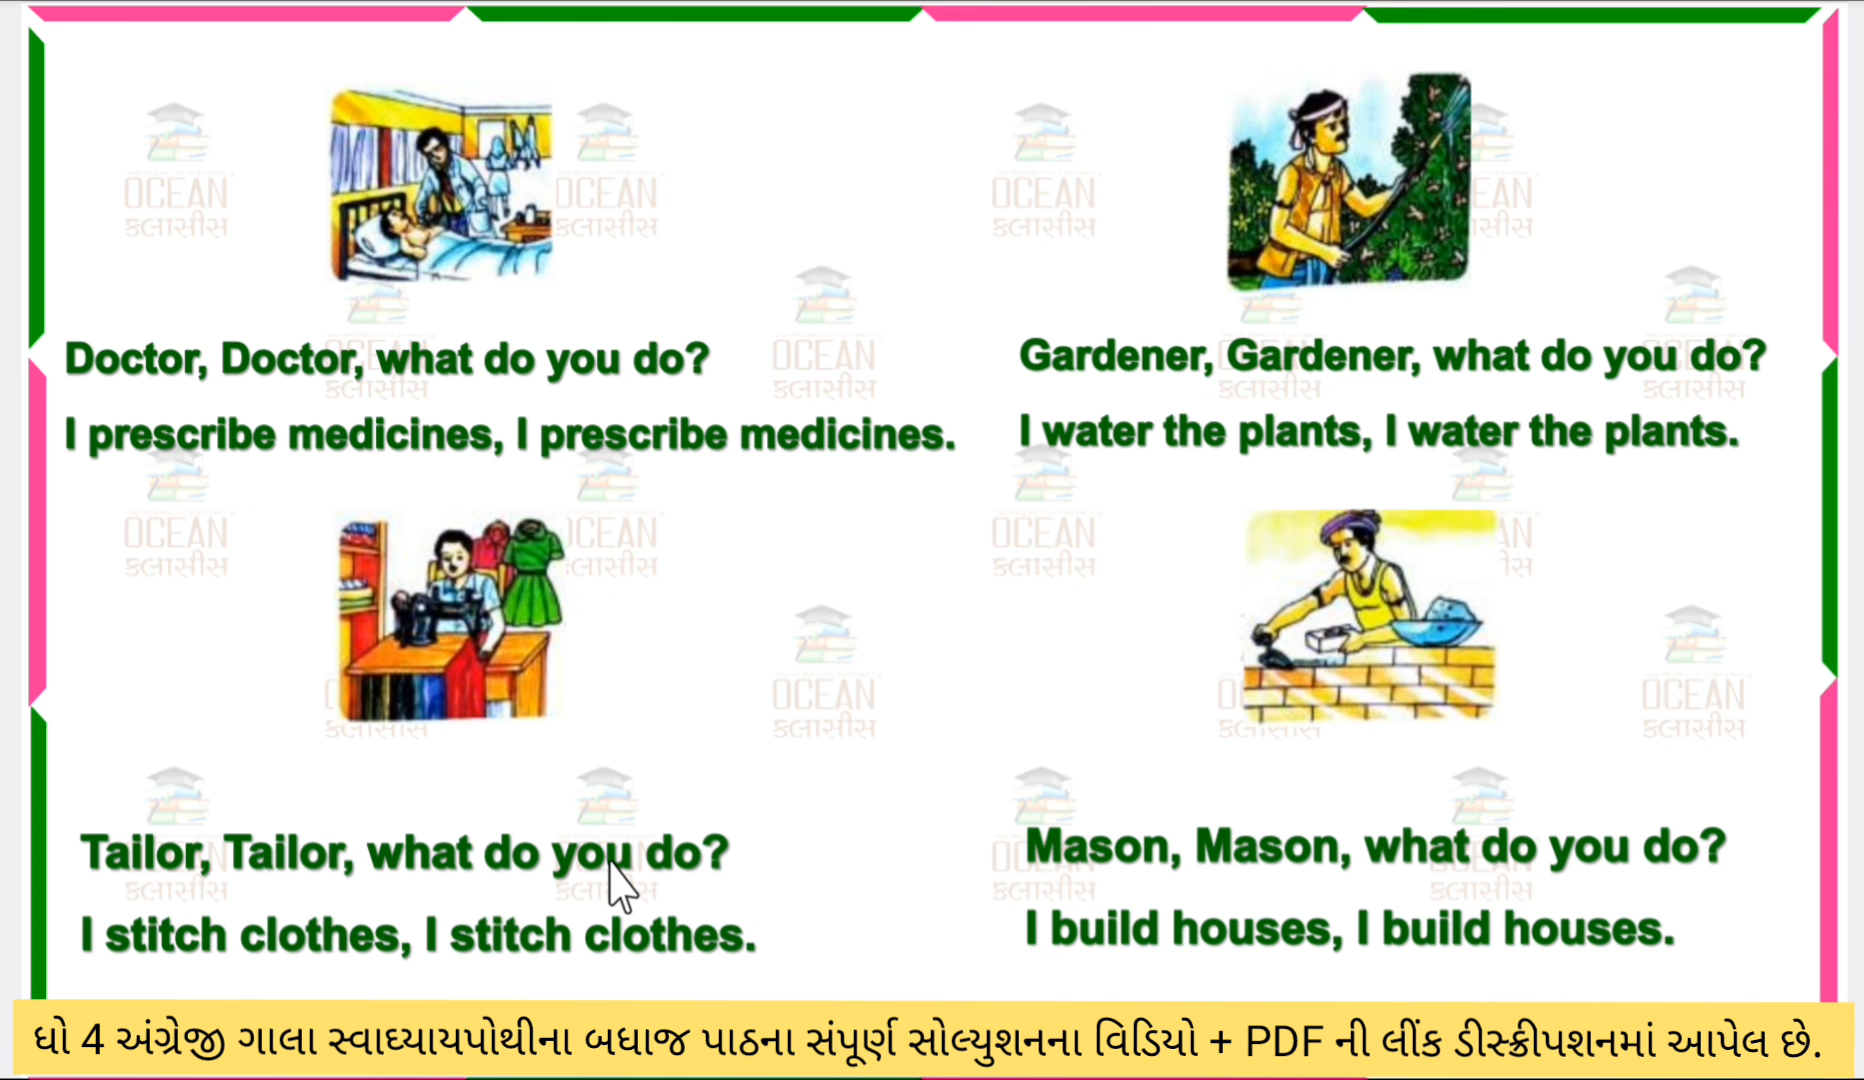 Doctor, Doctor, what do you do?
I prescribe medicines, I prescribe medicines.
Gardener, Gardener, what do you do?
I water the plants, I water the plants.
Tailor, Tailor, what do you do?
I stitch clothes, I stitch clothes.
Mason, Mason, what do you do?
I build houses, I build houses.
OCEAN
ક્લાસીસ
ધો 4 અંગ્રેજી ગાલા સ્વાધ્યાયપોથીના બધાજ પાઠના સંપૂર્ણ સોલ્યુશનના વિડિયો + PDF ની લીંક ડીસ્ક્રીપશનમાં આપેલ છે.